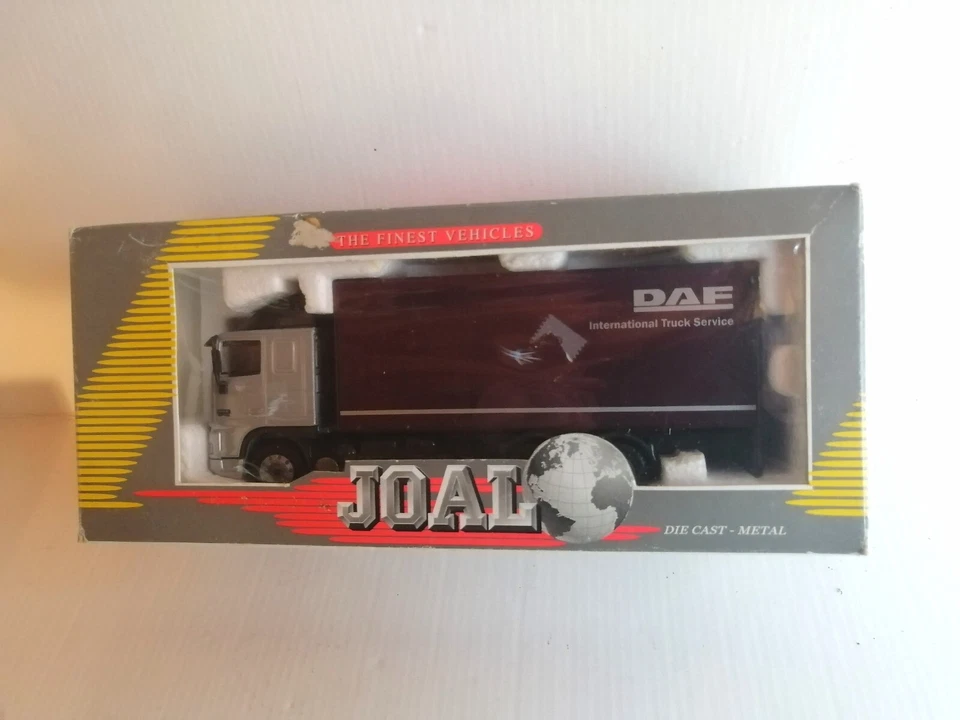 THE FINEST VEHICLES
DAF
International Truck Service
JOAL
DIE CAST - METAL